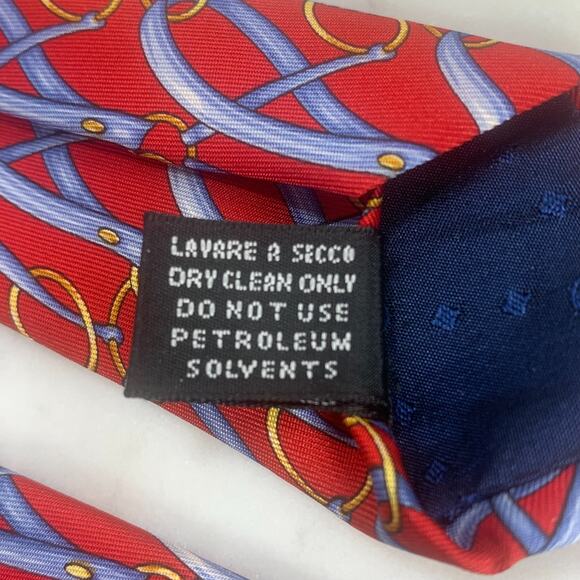 LAVARE A SECCO
DRY CLEAN ONLY
DO NOT USE
PETROLEUM
SOLVENTS